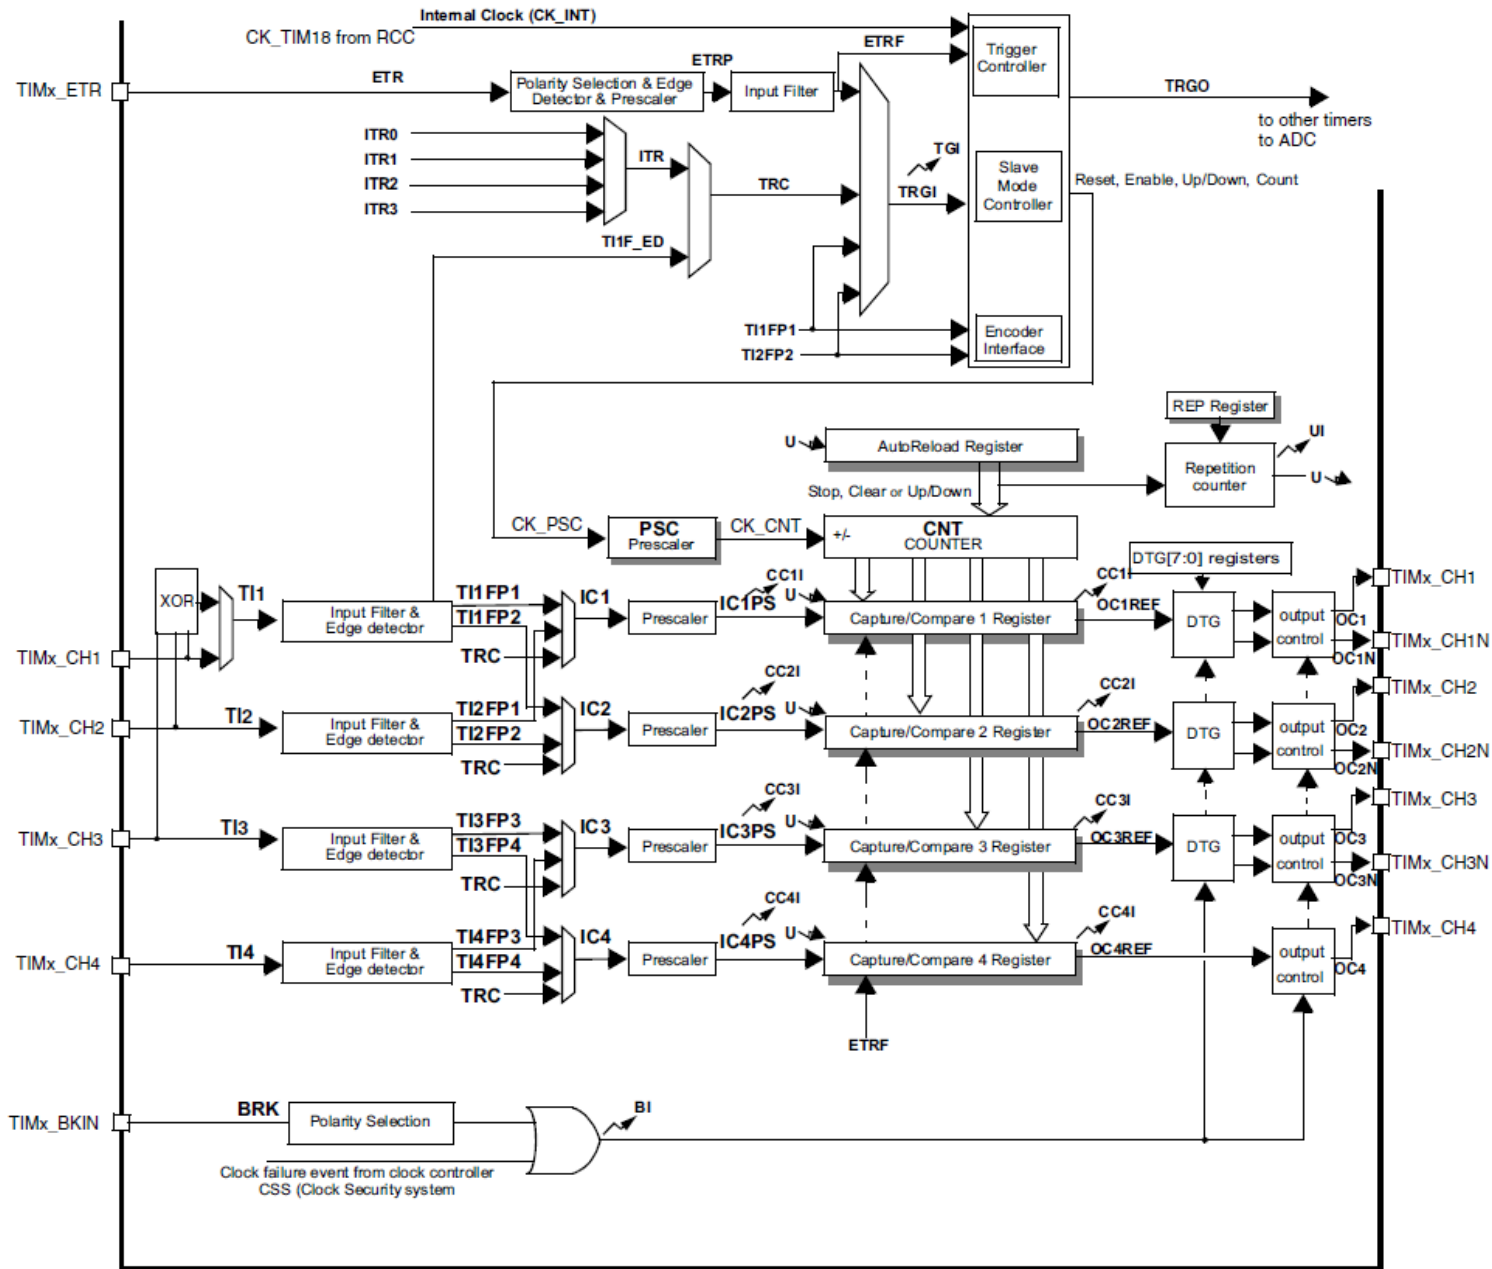 Internal Clock (CK_INT)
CK_TIM18 from RCC
ETRF
Trigger
Controller
ETRP
TIMx_ETR
ETR
Polarity Selection & Edge
Detector & Prescaler
Input Filter
TRGO
to other timers
to ADC
ITR0
ITR1
ITR2
ITR3
ITR
TGI
TRC
TRGI
Slave
Mode
Controller
Reset, Enable, Up/Down, Count
TI1F_ED
TI1FP1
TI2FP2
Encoder
Interface
REP Register
U
AutoReload Register
UI
Repetition
counter
U
Stop, Clear or Up/Down
CK_PSC
PSC
Prescaler
CK_CNT
+/-
CNT
COUNTER
DTG[7:0] registers
XOR
TI1
Input Filter &
Edge detector
TI1FP1
TI1FP2
TRC
IC1
Prescaler
CC1I
IC1PS
U
Capture/Compare 1 Register
CC1I
OC1REF
DTG
output
control
OC1
OC1N
TIMx_CH1
TIMx_CH1N
TIMx_CH1
TIMx_CH2
TI2
Input Filter &
Edge detector
TI2FP1
TI2FP2
TRC
IC2
Prescaler
CC2I
IC2PS
U
Capture/Compare 2 Register
CC2I
OC2REF
DTG
output
control
OC2
OC2N
TIMx_CH2
TIMx_CH2N
TIMx_CH3
TI3
Input Filter &
Edge detector
TI3FP3
TI3FP4
TRC
IC3
Prescaler
CC3I
IC3PS
U
Capture/Compare 3 Register
CC3I
OC3REF
DTG
output
control
OC3
OC3N
TIMx_CH3
TIMx_CH3N
TIMx_CH4
TI4
Input Filter &
Edge detector
TI4FP3
TI4FP4
TRC
IC4
Prescaler
CC4I
IC4PS
U
Capture/Compare 4 Register
CC4I
OC4REF
output
control
OC4
TIMx_CH4
ETRF
TIMx_BKIN
BRK
Polarity Selection
BI
Clock failure event from clock controller
CSS (Clock Security system